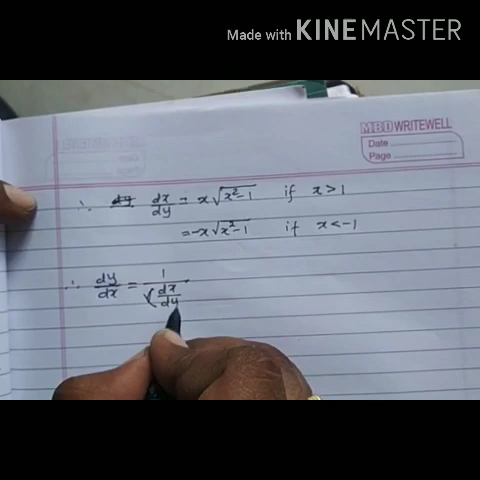 Made with KINEMASTER
MBD WRITEWELL
Date
Page
∴ dy dx/dy = x√(x²-1) if x>1
= -x√(x²-1) if x<-1
∴ dy/dx = 1/(dx/dy